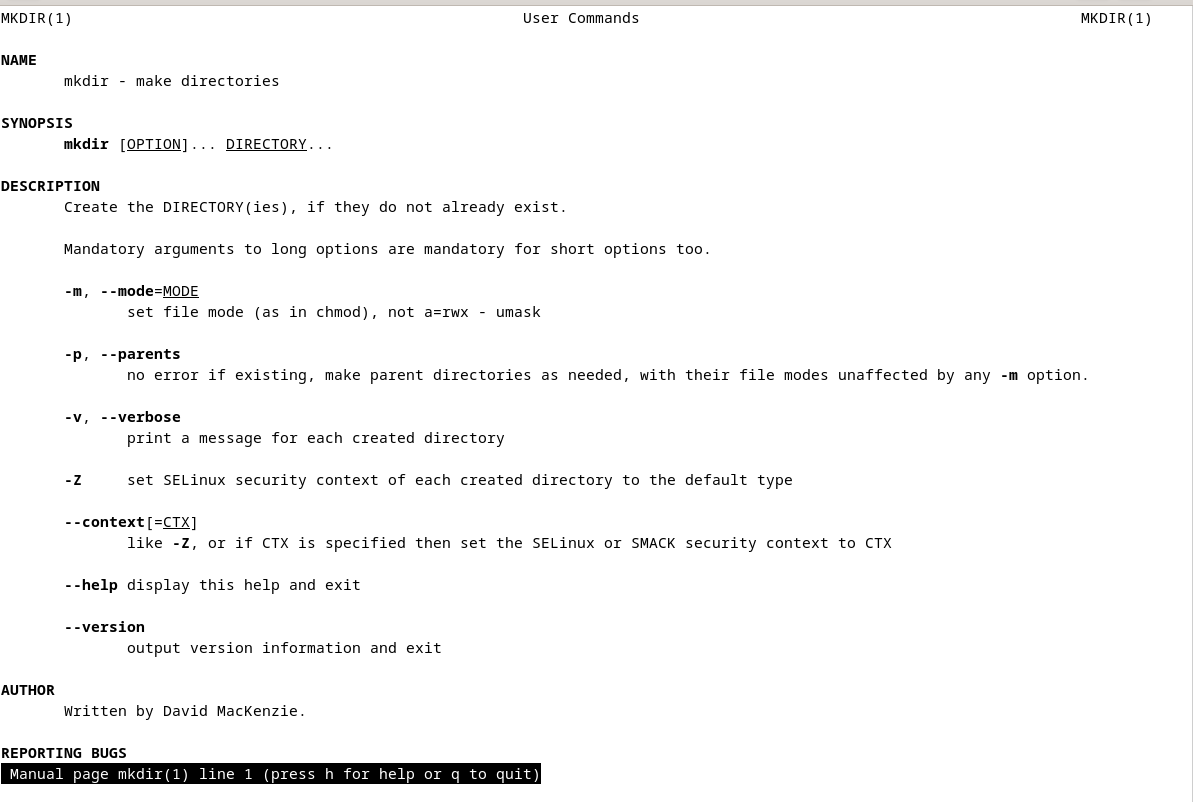 MKDIR(1) User Commands MKDIR(1)
NAME
mkdir - make directories
SYNOPSIS
mkdir [OPTION]... DIRECTORY...
DESCRIPTION
Create the DIRECTORY(ies), if they do not already exist.
Mandatory arguments to long options are mandatory for short options too.
-m, --mode=MODE
set file mode (as in chmod), not a=rwx - umask
-p, --parents
no error if existing, make parent directories as needed, with their file modes unaffected by any -m option.
-v, --verbose
print a message for each created directory
-Z set SELinux security context of each created directory to the default type
--context[=CTX]
like -Z, or if CTX is specified then set the SELinux or SMACK security context to CTX
--help display this help and exit
--version
output version information and exit
AUTHOR
Written by David MacKenzie.
REPORTING BUGS
Manual page mkdir(1) line 1 (press h for help or q to quit)